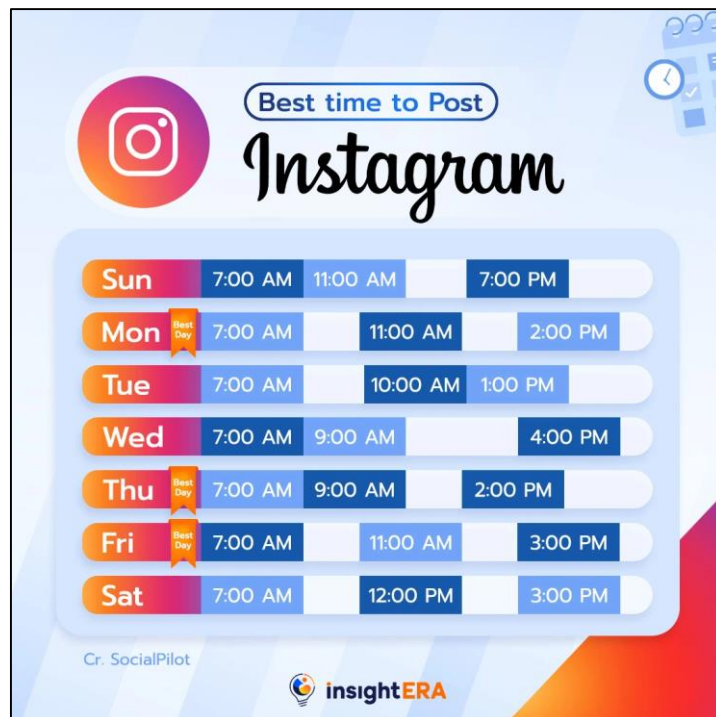 Best time to Post
Instagram
Sun 7:00 AM 11:00 AM 7:00 PM
Mon Best Day 7:00 AM 11:00 AM 2:00 PM
Tue 7:00 AM 10:00 AM 1:00 PM
Wed 7:00 AM 9:00 AM 4:00 PM
Thu Best Day 7:00 AM 9:00 AM 2:00 PM
Fri Best Day 7:00 AM 11:00 AM 3:00 PM
Sat 7:00 AM 12:00 PM 3:00 PM
Cr. SocialPilot
insightERA